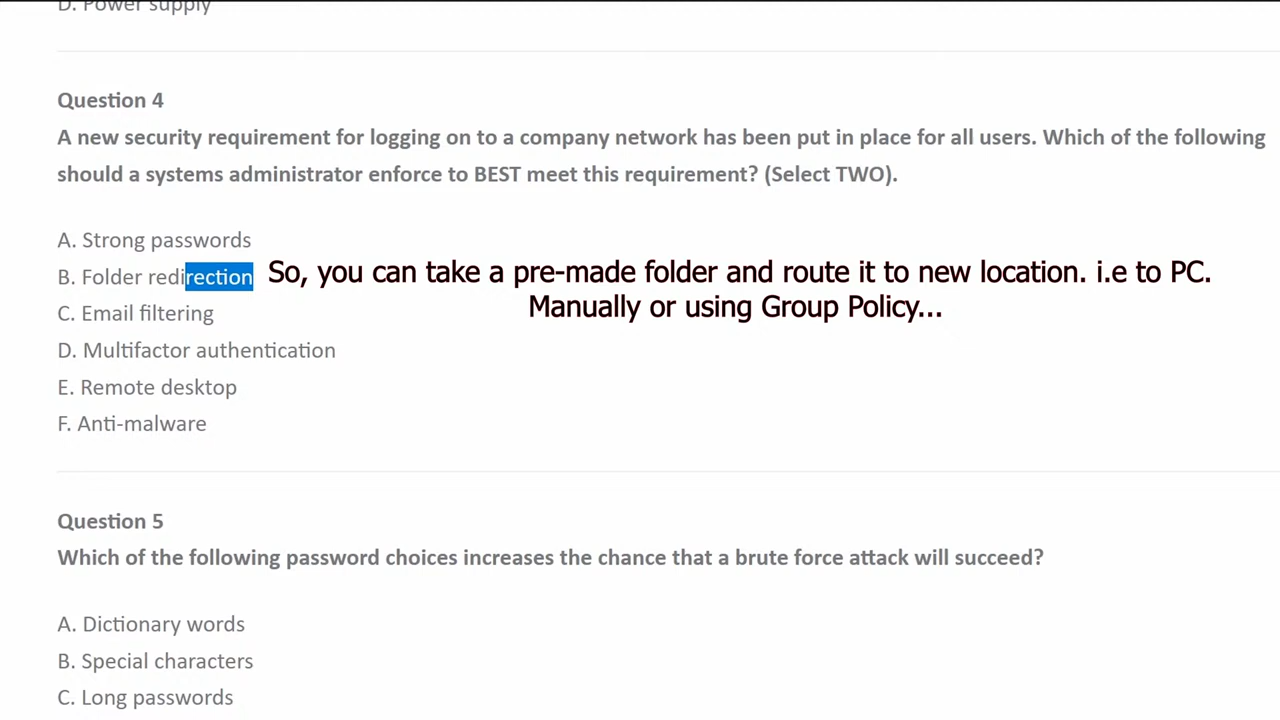 D. Power supply
Question 4
A new security requirement for logging on to a company network has been put in place for all users. Which of the following
should a systems administrator enforce to BEST meet this requirement? (Select TWO).
A. Strong passwords
B. Folder redirection
So, you can take a pre-made folder and route it to new location. i.e to PC.
Manually or using Group Policy...
C. Email filtering
D. Multifactor authentication
E. Remote desktop
F. Anti-malware
Question 5
Which of the following password choices increases the chance that a brute force attack will succeed?
A. Dictionary words
B. Special characters
C. Long passwords